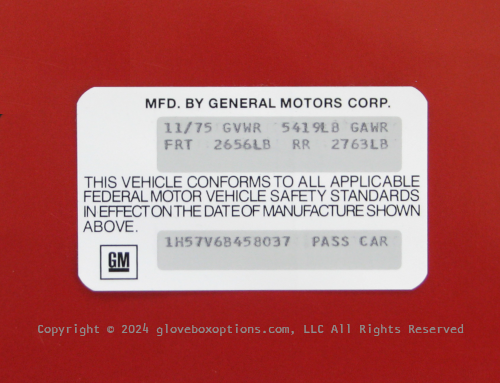 MFD. BY GENERAL MOTORS CORP.
11/75 GVWR 5419LB GAWR
FRT 2656LB RR 2763LB
THIS VEHICLE CONFORMS TO ALL APPLICABLE
FEDERAL MOTOR VEHICLE SAFETY STANDARDS
IN EFFECT ON THE DATE OF MANUFACTURE SHOWN
ABOVE.
1H57V6B458037 PASS CAR
GM
Copyright © 2024 gloveboxoptions.com, LLC All Rights Reserved